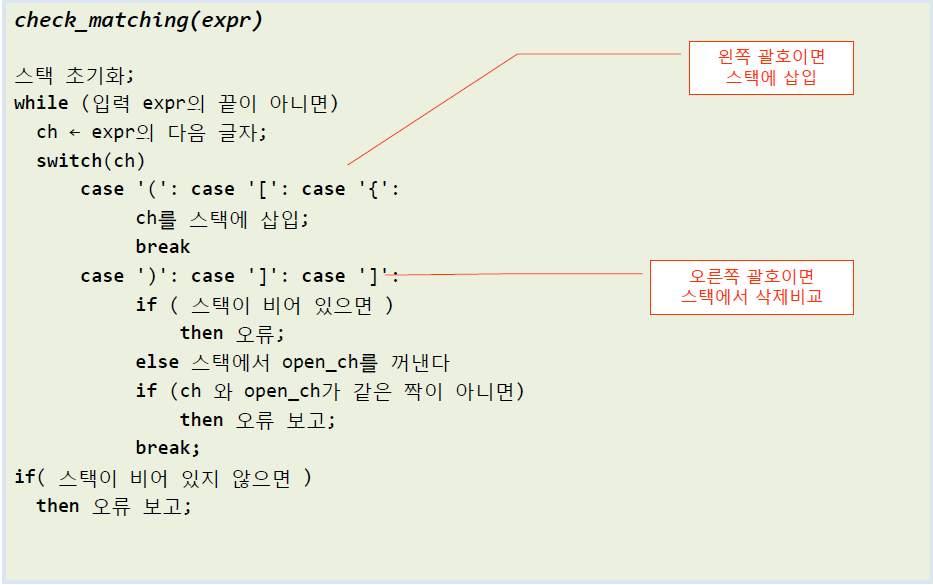 check_matching(expr)
스택 초기화;
while (입력 expr의 끝이 아니면)
ch ← expr의 다음 글자;
switch(ch)
case '(': case '[': case '{':
ch를 스택에 삽입;
break
case ')': case ']': case ']':
if ( 스택이 비어 있으면 )
then 오류;
else 스택에서 open_ch를 꺼낸다
if (ch 와 open_ch가 같은 짝이 아니면)
then 오류 보고;
break;
if( 스택이 비어 있지 않으면 )
then 오류 보고;
왼쪽 괄호이면
스택에 삽입
오른쪽 괄호이면
스택에서 삭제비교